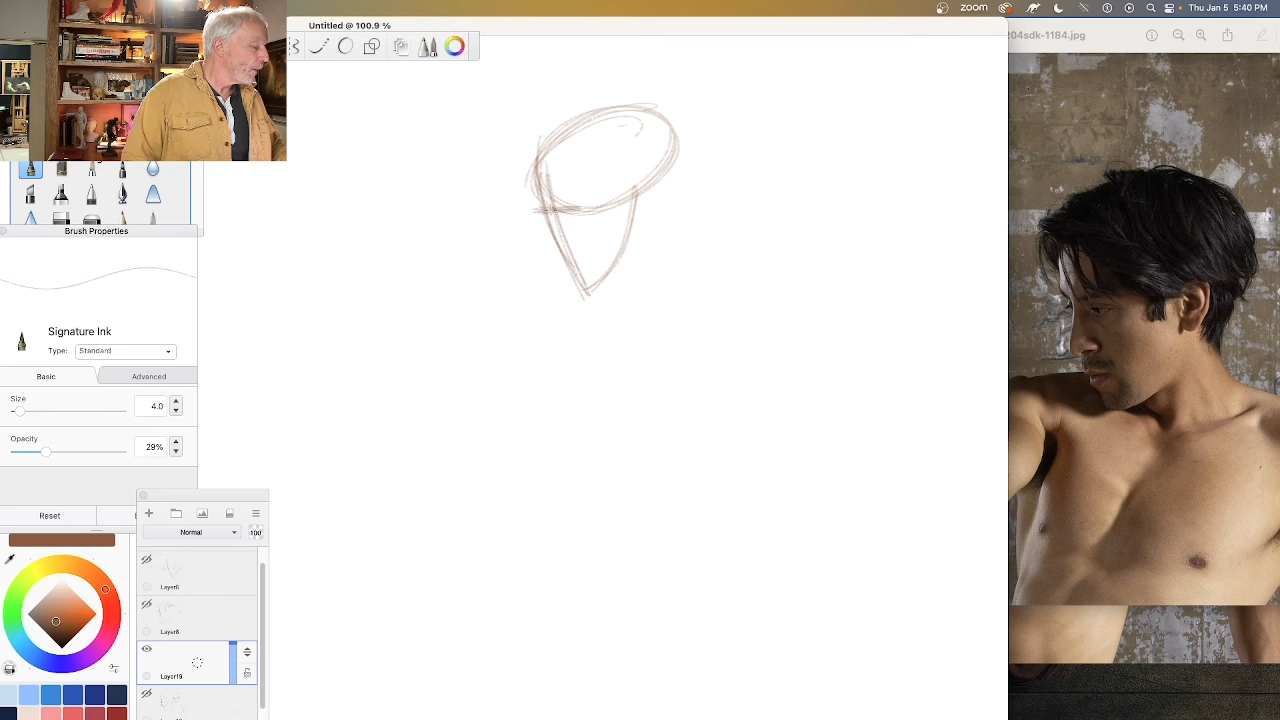 zoom
Thu Jan 5 5:40 PM
Untitled @ 100.9 %
204sdk-1184.jpg
Brush Properties
Signature Ink
Type: Standard
Basic
Advanced
Size
4.0
Opacity
29%
Reset
Normal
Layer6
Layer8
Layer19